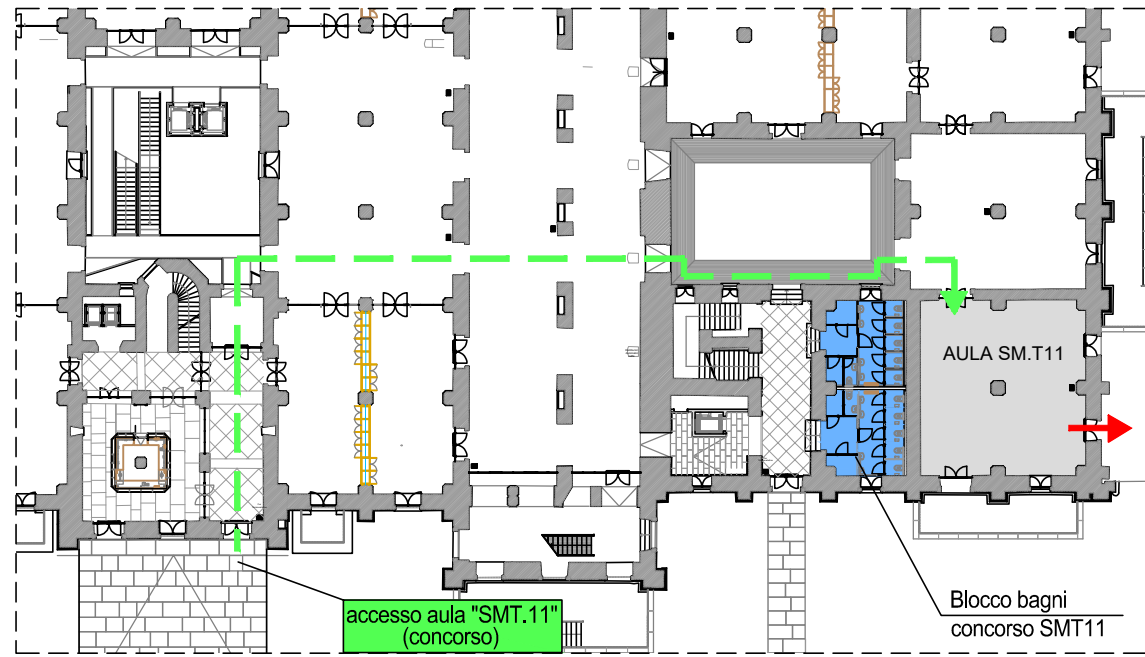 AULA SM.T11
Blocco bagni
concorso SMT11
accesso aula "SMT.11"
(concorso)